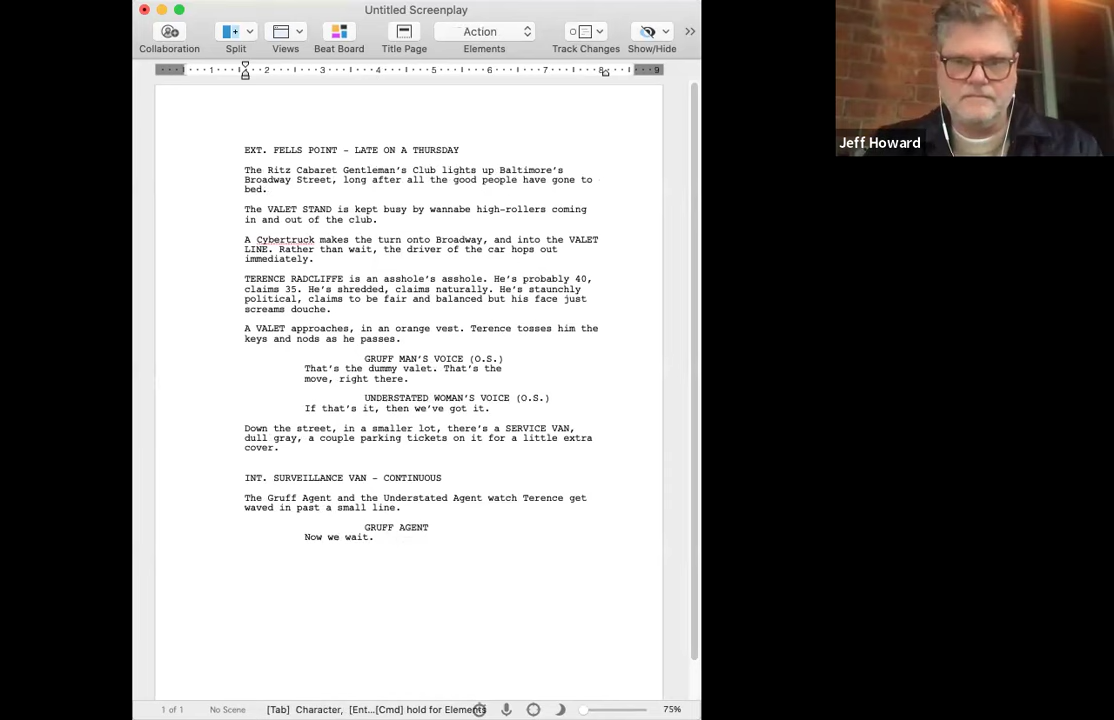 Untitled Screenplay
Action
Collaboration Split Views Beat Board Title Page Elements Track Changes Show/Hide
1 2 3 4 5 6 7 8 9
EXT. FELLS POINT - LATE ON A THURSDAY
The Ritz Cabaret Gentleman's Club lights up Baltimore's
Broadway Street, long after all the good people have gone to
bed.
The VALET STAND is kept busy by wannabe high-rollers coming
in and out of the club.
A Cybertruck makes the turn onto Broadway, and into the VALET
LINE. Rather than wait, the driver of the car hops out
immediately.
TERENCE RADCLIFFE is an asshole's asshole. He's probably 40,
claims 35. He's shredded, claims naturally. He's staunchly
political, claims to be fair and balanced but his face just
screams douche.
A VALET approaches, in an orange vest. Terence tosses him the
keys and nods as he passes.
GRUFF MAN'S VOICE (O.S.)
That's the dummy valet. That's the
move, right there.
UNDERSTATED WOMAN'S VOICE (O.S.)
If that's it, then we've got it.
Down the street, in a smaller lot, there's a SERVICE VAN,
dull gray, a couple parking tickets on it for a little extra
cover.
INT. SURVEILLANCE VAN - CONTINUOUS
The Gruff Agent and the Understated Agent watch Terence get
waved in past a small line.
GRUFF AGENT
Now we wait.
1 of 1 No Scene [Tab] Character, [Ent...[Cmd] hold for Elements 75%
Jeff Howard